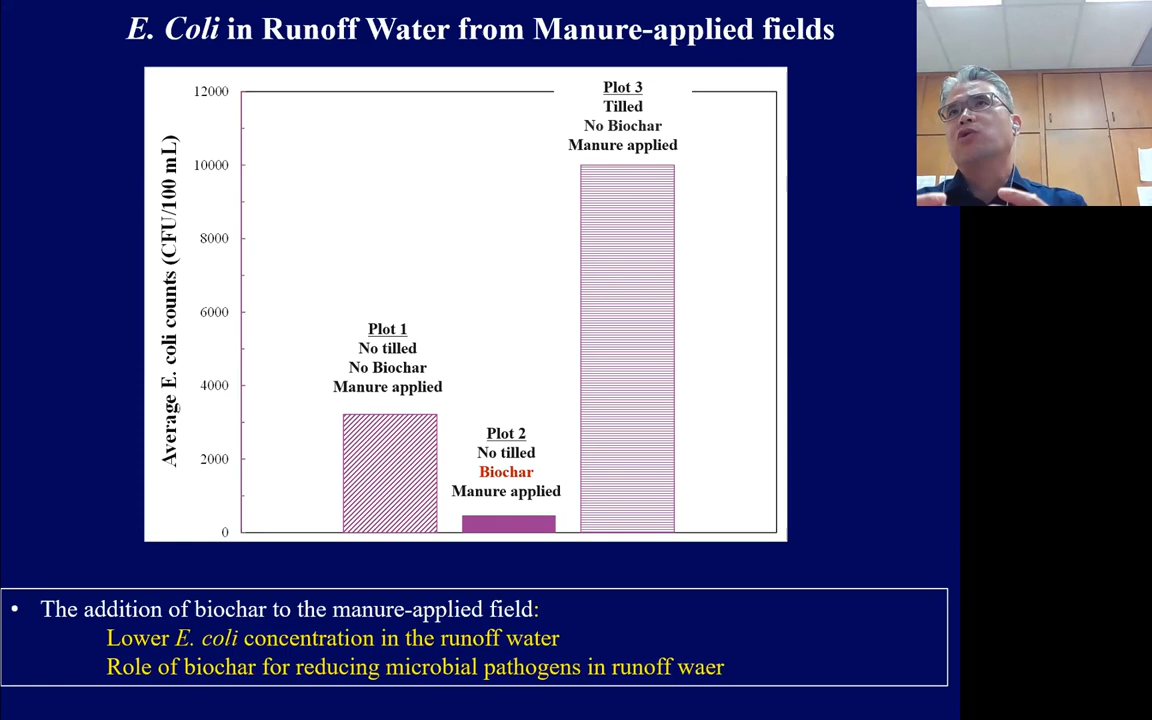 E. Coli in Runoff Water from Manure-applied fields
Average E. coli counts (CFU/100 mL)
12000
10000
8000
6000
4000
2000
0
Plot 1
No tilled
No Biochar
Manure applied
Plot 2
No tilled
Biochar
Manure applied
Plot 3
Tilled
No Biochar
Manure applied
• The addition of biochar to the manure-applied field:
Lower E. coli concentration in the runoff water
Role of biochar for reducing microbial pathogens in runoff waer